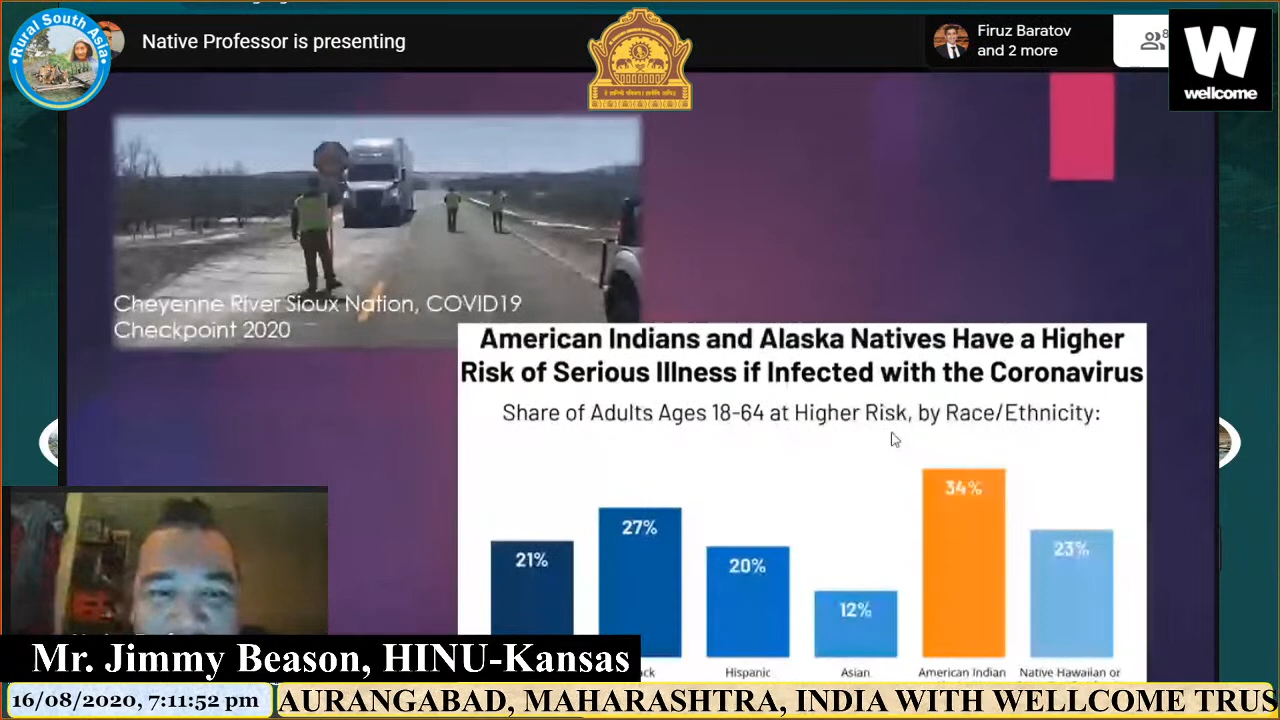 Rural South Asia
Native Professor is presenting
Firuz Baratov
and 2 more
8
W
wellcome
Cheyenne River Sioux Nation, COVID19
Checkpoint 2020
American Indians and Alaska Natives Have a Higher
Risk of Serious Illness if Infected with the Coronavirus
Share of Adults Ages 18-64 at Higher Risk, by Race/Ethnicity:
21%
27%
20%
12%
34%
23%
Hispanic
Asian
American Indian
Native Hawaiian or
Mr. Jimmy Beason, HINU-Kansas
16/08/2020, 7:11:52 pm
AURANGABAD, MAHARASHTRA, INDIA WITH WELLCOME TRUS